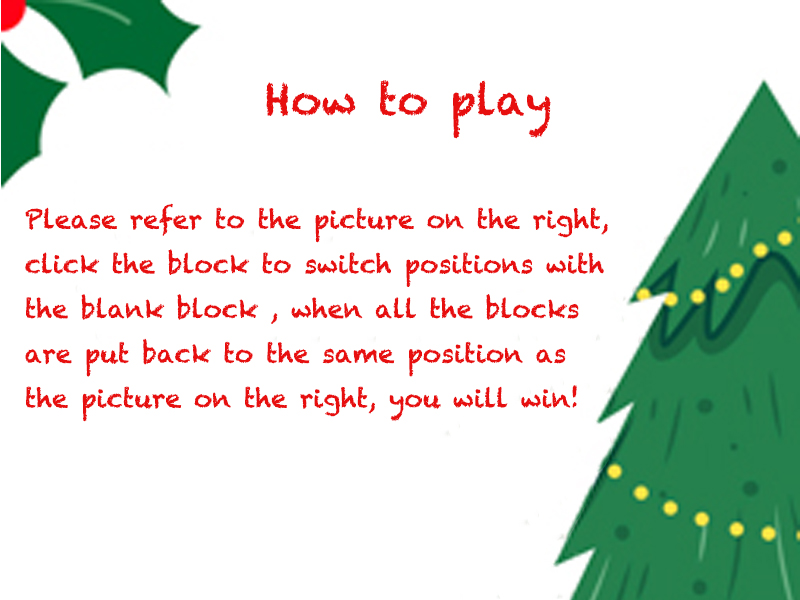 How to play
Please refer to the picture on the right,
click the block to switch positions with
the blank block , when all the blocks
are put back to the same position as
the picture on the right, you will win!